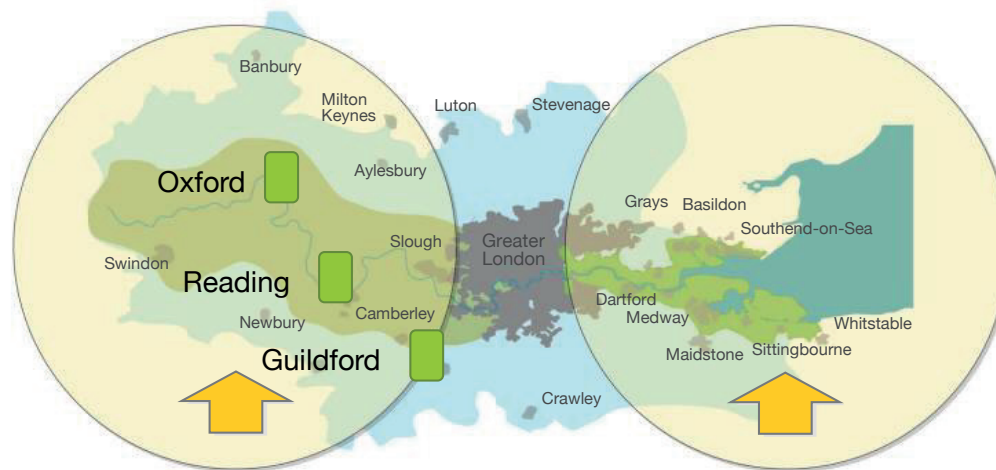 Banbury
Milton
Keynes
Luton
Stevenage
Aylesbury
Oxford
Grays
Basildon
Southend-on-Sea
Slough
Greater
London
Swindon
Reading
Dartford
Medway
Newbury
Camberley
Whitstable
Guildford
Maidstone
Sittingbourne
Crawley